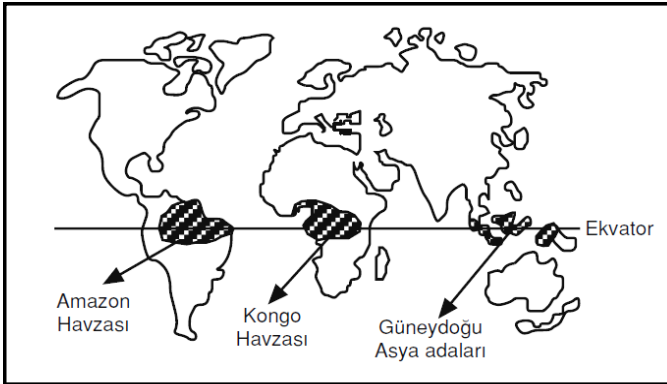 Ekvator
Amazon
Havzası
Kongo
Havzası
Güneydoğu
Asya adaları